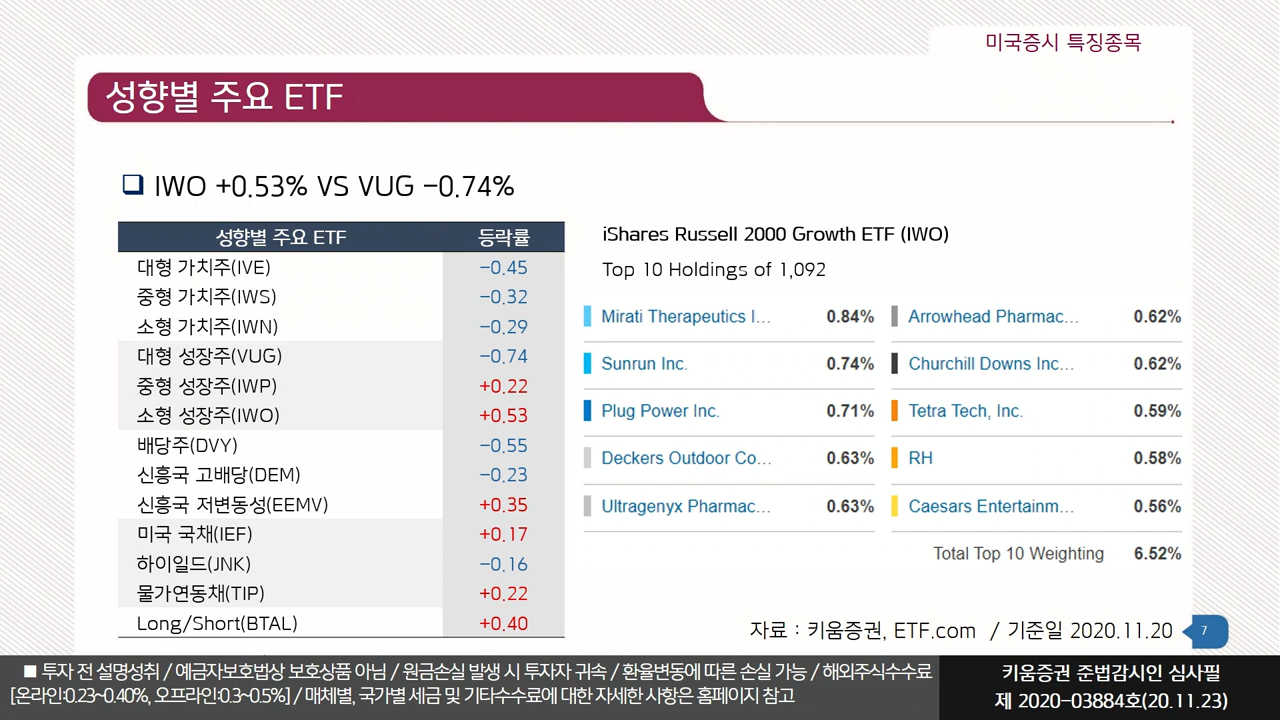 미국증시 특징종목
성향별 주요 ETF
IWO +0.53% VS VUG -0.74%
성향별 주요 ETF 등락률
대형 가치주(IVE) -0.45
중형 가치주(IWS) -0.32
소형 가치주(IWN) -0.29
대형 성장주(VUG) -0.74
중형 성장주(IWP) +0.22
소형 성장주(IWO) +0.53
배당주(DVY) -0.55
신흥국 고배당(DEM) -0.23
신흥국 저변동성(EEMV) +0.35
미국 국채(IEF) +0.17
하이일드(JNK) -0.16
물가연동채(TIP) +0.22
Long/Short(BTAL) +0.40
iShares Russell 2000 Growth ETF (IWO)
Top 10 Holdings of 1,092
Mirati Therapeutics I... 0.84%
Sunrun Inc. 0.74%
Plug Power Inc. 0.71%
Deckers Outdoor Co... 0.63%
Ultragenyx Pharmac... 0.63%
Arrowhead Pharmac... 0.62%
Churchill Downs Inc... 0.62%
Tetra Tech, Inc. 0.59%
RH 0.58%
Caesars Entertainm... 0.56%
Total Top 10 Weighting 6.52%
자료 : 키움증권, ETF.com / 기준일 2020.11.20
7
■ 투자 전 설명성취 / 예금자보호법상 보호상품 아님 / 원금손실 발생 시 투자자 귀속 / 환율변동에 따른 손실 가능 / 해외주식수수료
[온라인:0.23~0.40%, 오프라인:0.3~0.5%] / 매체별, 국가별 세금 및 기타수수료에 대한 자세한 사항은 홈페이지 참고
키움증권 준법감시인 심사필
제 2020-03884호(20.11.23)